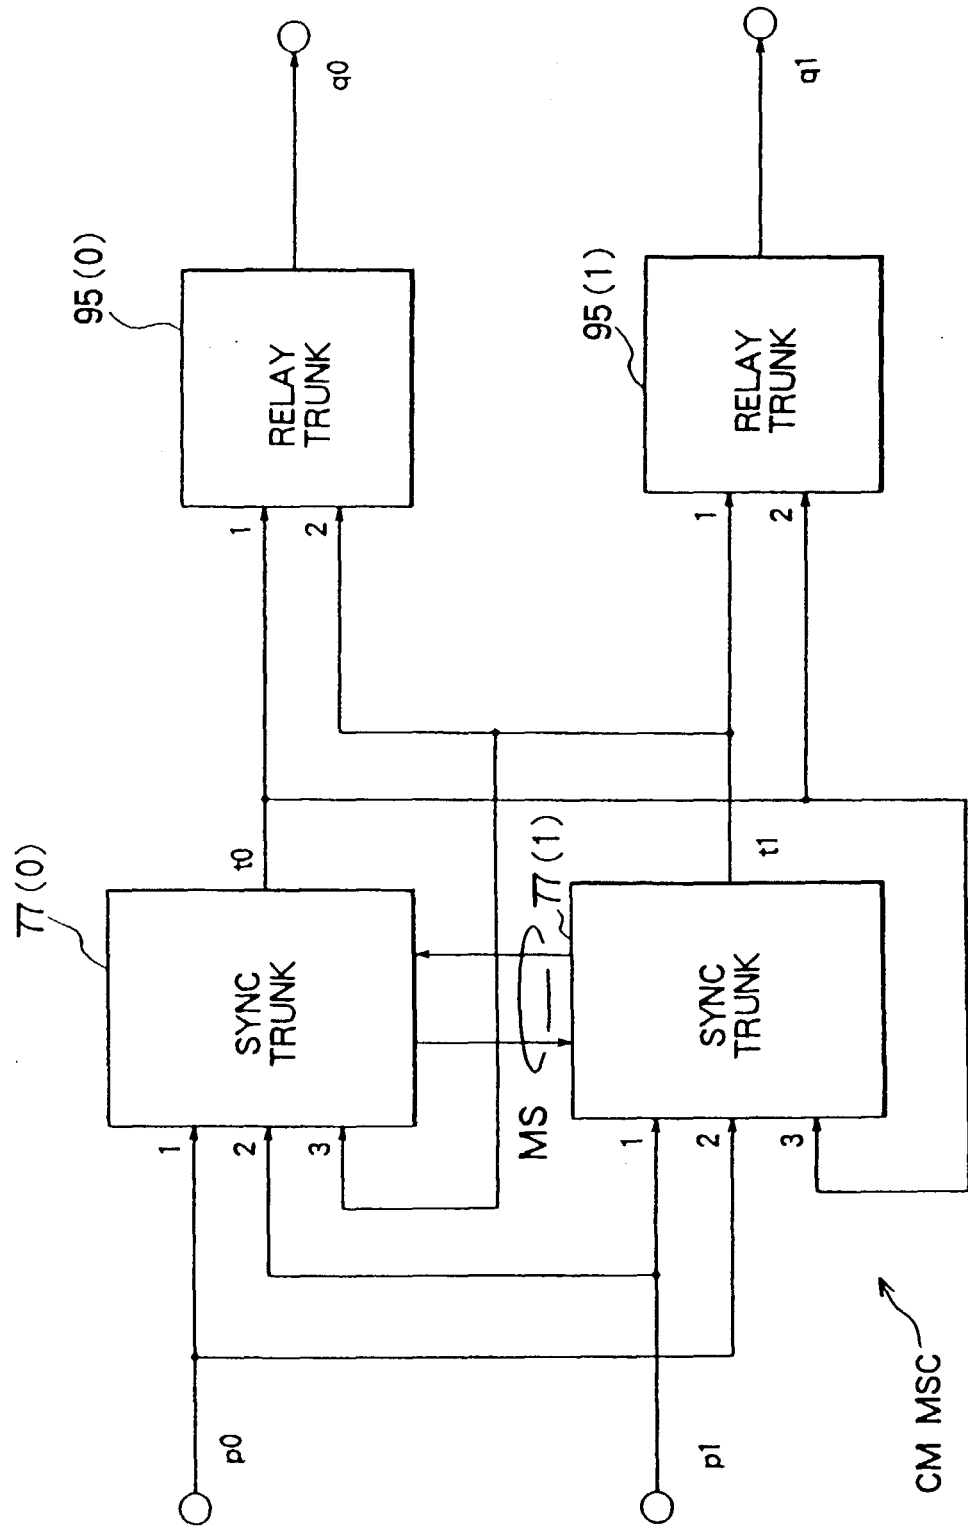 77(0)
95(0)
p0
1
2
3
SYNC
TRUNK
t0
1
2
RELAY
TRUNK
q0
MS
77(1)
95(1)
p1
1
2
3
SYNC
TRUNK
t1
1
2
RELAY
TRUNK
q1
CM MSC